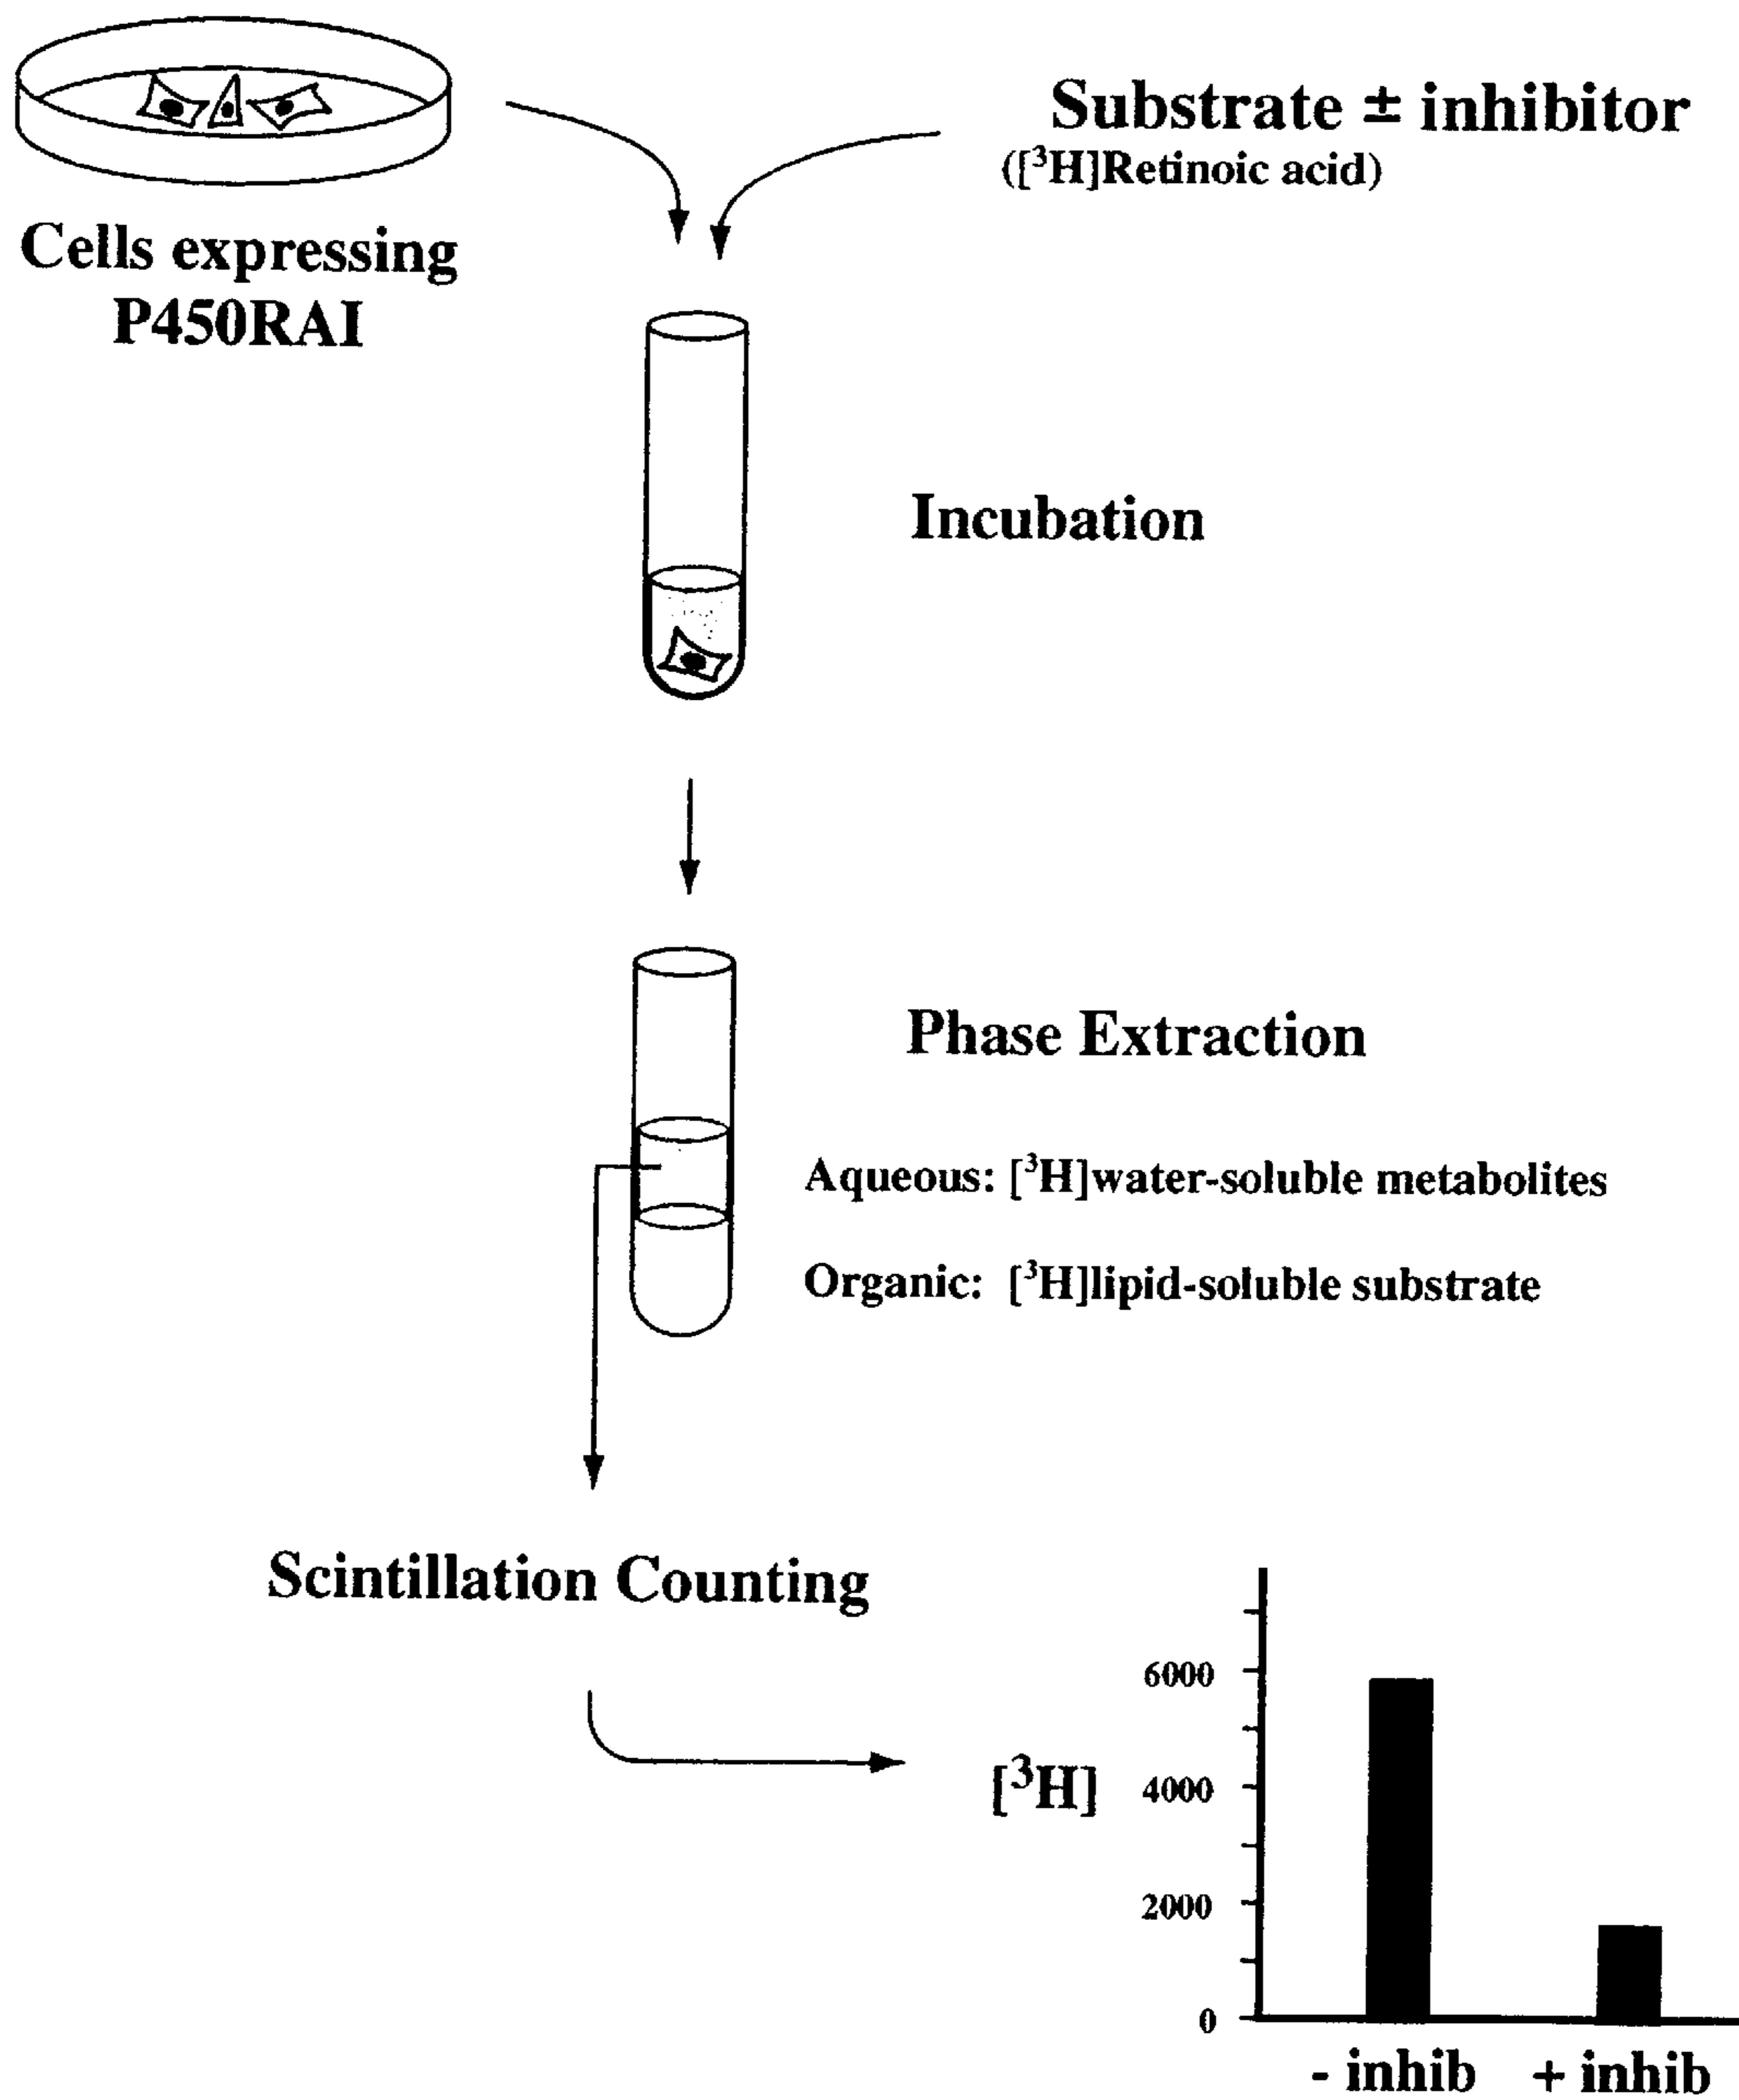 Substrate ± inhibitor
([³H]Retinoic acid)
Cells expressing
P450RAI
Incubation
Phase Extraction
Aqueous: [³H]water-soluble metabolites
Organic: [³H]lipid-soluble substrate
Scintillation Counting
[³H]
6000
4000
2000
0
- inhib + inhib